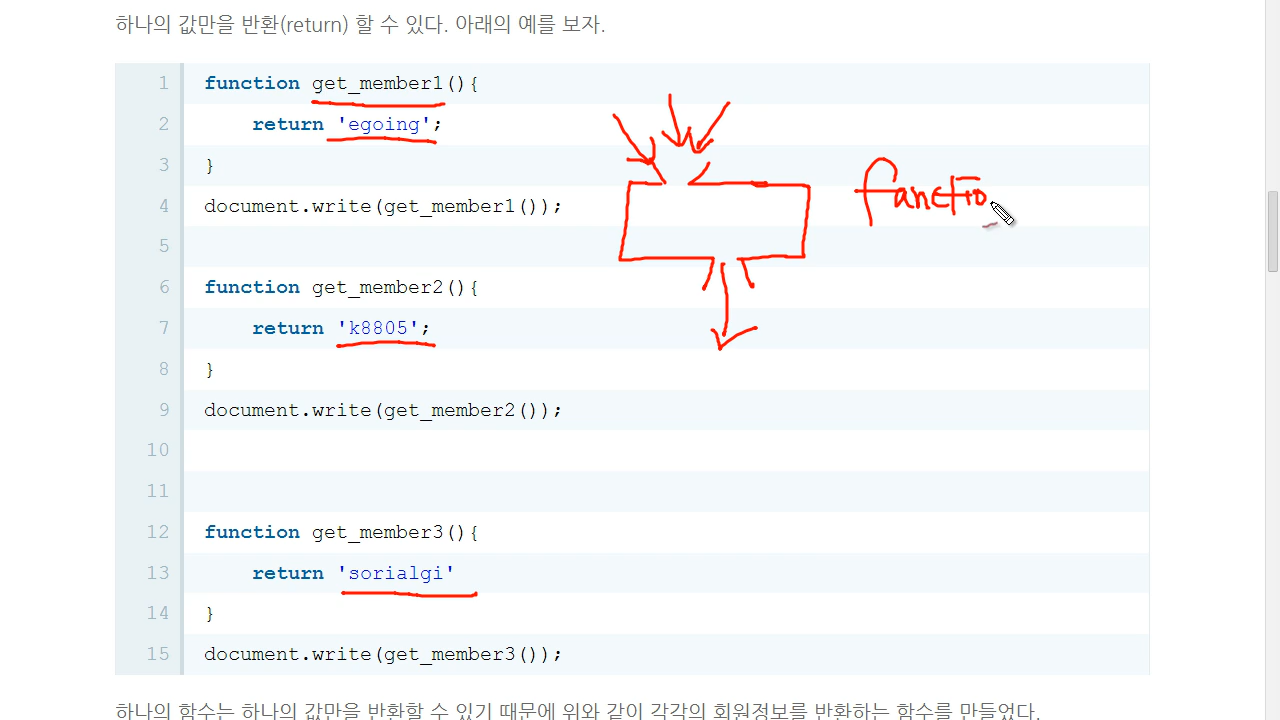 하나의 값만을 반환(return) 할 수 있다. 아래의 예를 보자.
1 function get_member1(){
2 return 'egoing';
3 }
4 document.write(get_member1());
5
6 function get_member2(){
7 return 'k8805';
8 }
9 document.write(get_member2());
10
11
12 function get_member3(){
13 return 'sorialgi'
14 }
15 document.write(get_member3());
functio
하나의 함수는 하나의 값만을 반환할 수 있기 때문에 위와 같이 각각의 회원정보를 반환하는 함수를 만들었다.